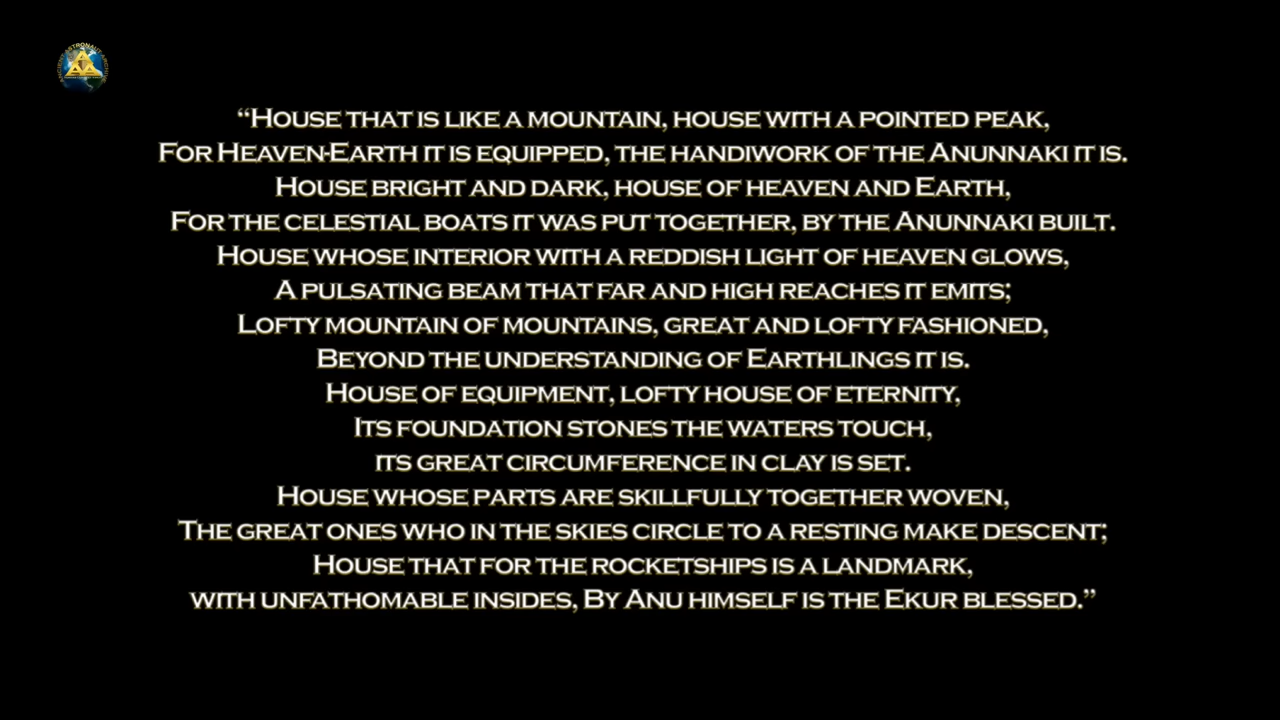 ANCIENT ASTRONAUT ARCHIVE
“HOUSE THAT IS LIKE A MOUNTAIN, HOUSE WITH A POINTED PEAK,
FOR HEAVEN-EARTH IT IS EQUIPPED, THE HANDIWORK OF THE ANUNNAKI IT IS.
HOUSE BRIGHT AND DARK, HOUSE OF HEAVEN AND EARTH,
FOR THE CELESTIAL BOATS IT WAS PUT TOGETHER, BY THE ANUNNAKI BUILT.
HOUSE WHOSE INTERIOR WITH A REDDISH LIGHT OF HEAVEN GLOWS,
A PULSATING BEAM THAT FAR AND HIGH REACHES IT EMITS;
LOFTY MOUNTAIN OF MOUNTAINS, GREAT AND LOFTY FASHIONED,
BEYOND THE UNDERSTANDING OF EARTHLINGS IT IS.
HOUSE OF EQUIPMENT, LOFTY HOUSE OF ETERNITY,
ITS FOUNDATION STONES THE WATERS TOUCH,
ITS GREAT CIRCUMFERENCE IN CLAY IS SET.
HOUSE WHOSE PARTS ARE SKILLFULLY TOGETHER WOVEN,
THE GREAT ONES WHO IN THE SKIES CIRCLE TO A RESTING MAKE DESCENT;
HOUSE THAT FOR THE ROCKETSHIPS IS A LANDMARK,
WITH UNFATHOMABLE INSIDES, BY ANU HIMSELF IS THE EKUR BLESSED.”